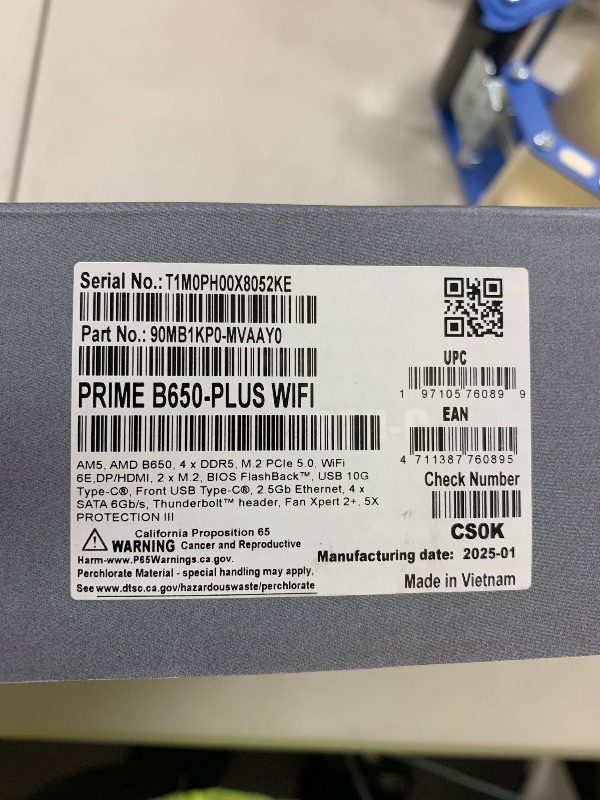 Serial No.: T1M0PH00X8052KE
Part No.: 90MB1KP0-MVAAY0
PRIME B650-PLUS WIFI
AM5, AMD B650, 4 x DDR5, M.2 PCIe 5.0, WiFi
6E,DP/HDMI, 2 x M.2, BIOS FlashBack™, USB 10G
Type-C®, Front USB Type-C®, 2.5Gb Ethernet, 4 x
SATA 6Gb/s, Thunderbolt™ header, Fan Xpert 2+, 5X
PROTECTION III
California Proposition 65
WARNING Cancer and Reproductive
Harm-www.P65Warnings.ca.gov.
Perchlorate Material - special handling may apply,
See www.dtsc.ca.gov/hazardouswaste/perchlorate
UPC
1 97105 76089 9
EAN
4 711387 760895
Check Number
CS0K
Manufacturing date: 2025-01
Made in Vietnam